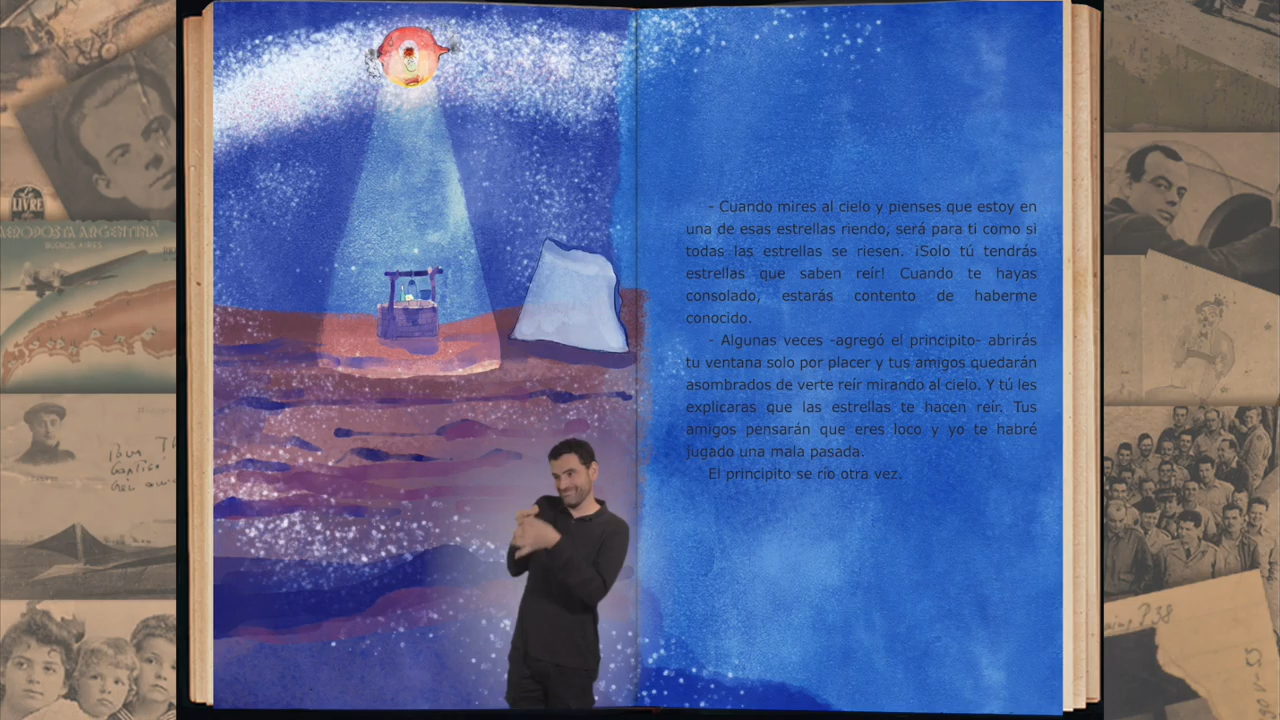 LIVRE
AEROPOSTA ARGENTINA
BUENOS AIRES
- Cuando mires al cielo y pienses que estoy en
una de esas estrellas riendo, será para ti como si
todas las estrellas se riesen. ¡Solo tú tendrás
estrellas que saben reír! Cuando te hayas
consolado, estarás contento de haberme
conocido.
- Algunas veces -agregó el principito- abrirás
tu ventana solo por placer y tus amigos quedarán
asombrados de verte reír mirando al cielo. Y tú les
explicaras que las estrellas te hacen reír. Tus
amigos pensarán que eres loco y yo te habré
jugado una mala pasada.
El principito se rio otra vez.
P38